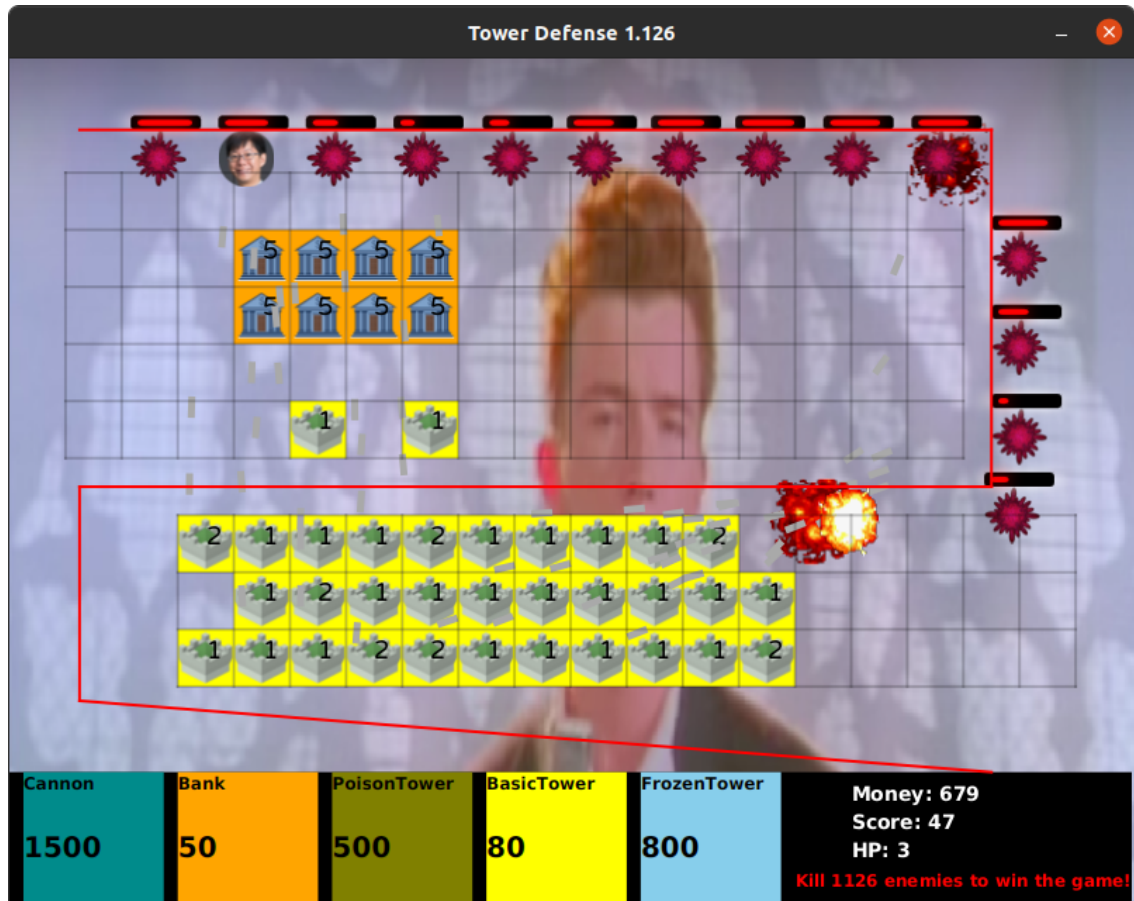 Tower Defense 1.126
5 5 5 5
5 5 5 5
1 1
2 1 1 1 2 1 1 1 1 2
1 2 1 1 1 1 1 1 1 1
1 1 1 2 2 1 1 1 1 1 2
Cannon Bank PoisonTower BasicTower FrozenTower
1500 50 500 80 800
Money: 679
Score: 47
HP: 3
Kill 1126 enemies to win the game!